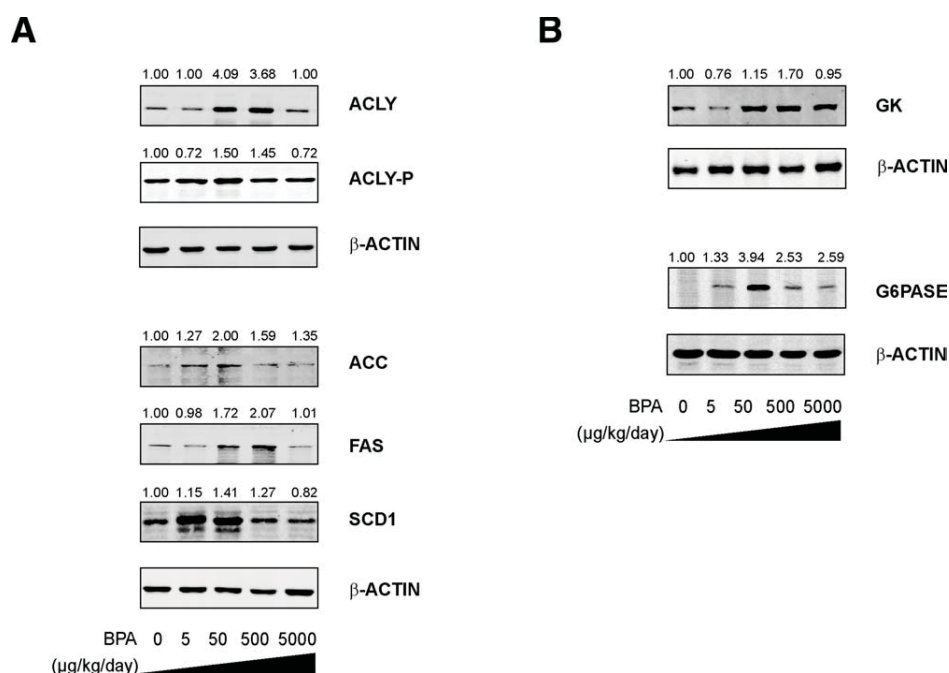 A
1.00 1.00 4.09 3.68 1.00
ACLY
1.00 0.72 1.50 1.45 0.72
ACLY-P
β-ACTIN
1.00 1.27 2.00 1.59 1.35
ACC
1.00 0.98 1.72 2.07 1.01
FAS
1.00 1.15 1.41 1.27 0.82
SCD1
β-ACTIN
BPA 0 5 50 500 5000
(µg/kg/day)
B
1.00 0.76 1.15 1.70 0.95
GK
β-ACTIN
1.00 1.33 3.94 2.53 2.59
G6PASE
β-ACTIN
BPA 0 5 50 500 5000
(µg/kg/day)